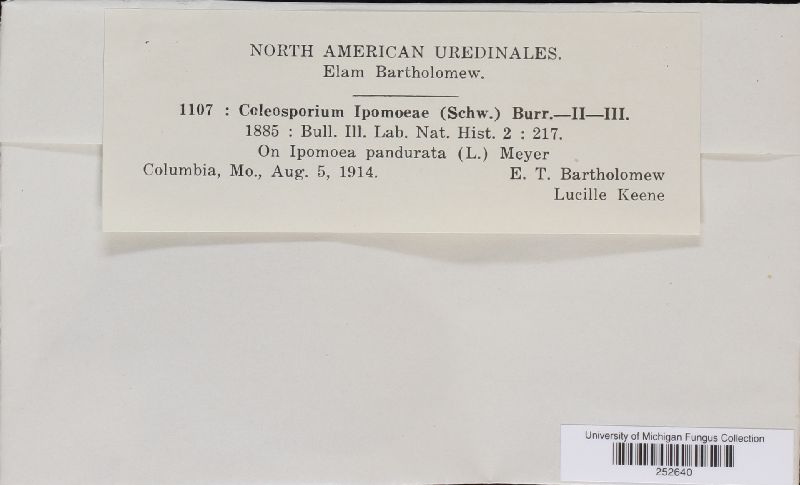 NORTH AMERICAN UREDINALES.
Elam Bartholomew.
1107 : Coleosporium Ipomoeae (Schw.) Burr.—II—III.
1885 : Bull. Ill. Lab. Nat. Hist. 2 : 217.
On Ipomoea pandurata (L.) Meyer
Columbia, Mo., Aug. 5, 1914. E. T. Bartholomew
Lucille Keene
University of Michigan Fungus Collection
252640